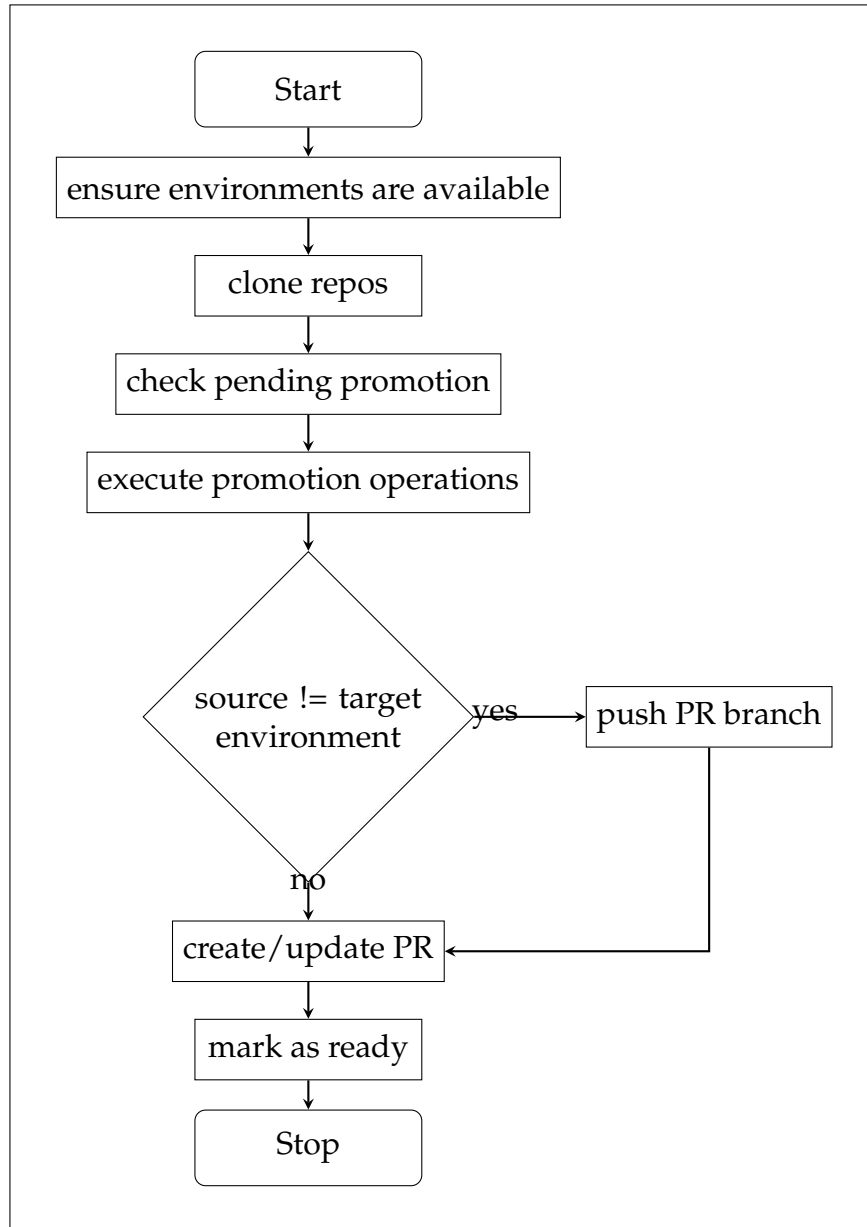 Start
ensure environments are available
clone repos
check pending promotion
execute promotion operations
source != target
environment
yes
push PR branch
no
create/update PR
mark as ready
Stop